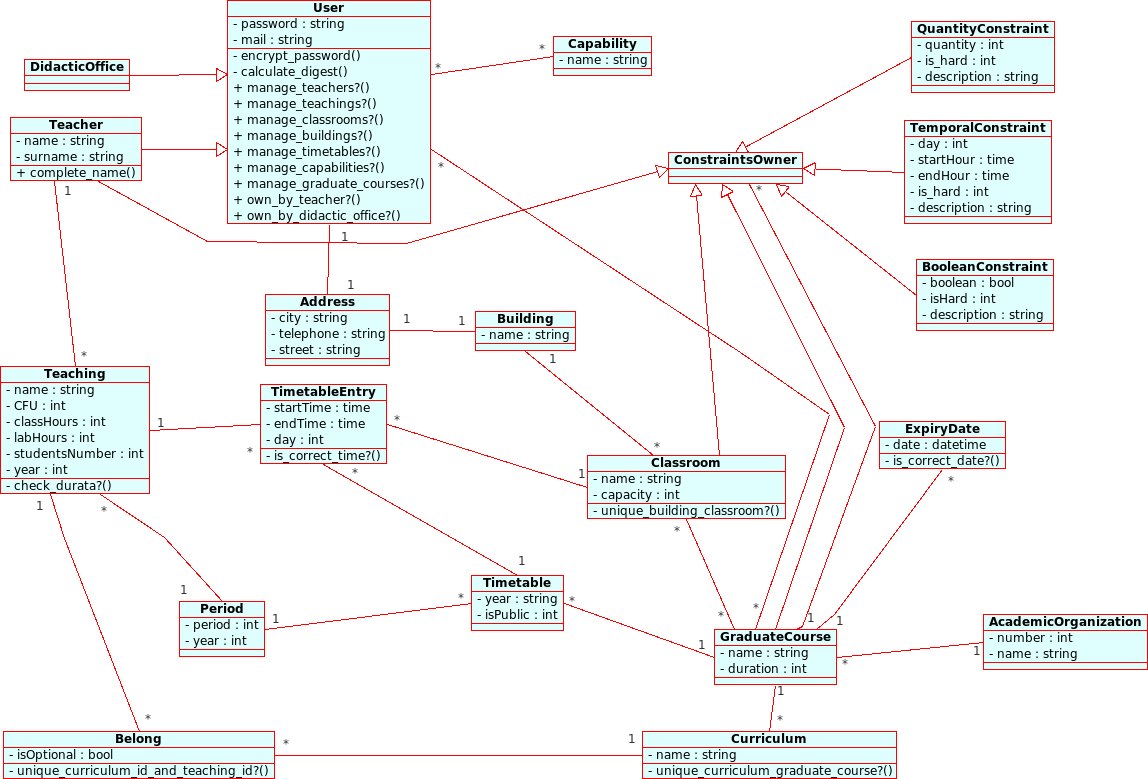 User
- password : string
- mail : string
- encrypt_password()
- calculate_digest()
+ manage_teachers?()
+ manage_teachings?()
+ manage_classrooms?()
+ manage_buildings?()
+ manage_timetables?()
+ manage_capabilities?()
+ manage_graduate_courses?()
+ own_by_teacher?()
+ own_by_didactic_office?()
DidacticOffice
Teacher
- name : string
- surname : string
+ complete_name()
Capability
- name : string
QuantityConstraint
- quantity : int
- is_hard : int
- description : string
ConstraintsOwner
TemporalConstraint
- day : int
- startHour : time
- endHour : time
- is_hard : int
- description : string
BooleanConstraint
- boolean : bool
- isHard : int
- description : string
*
*
*
*
1
1
1
Address
- city : string
- telephone : string
- street : string
1
1
Building
- name : string
1
*
*
Teaching
- name : string
- CFU : int
- classHours : int
- labHours : int
- studentsNumber : int
- year : int
- check_durata?()
1
*
TimetableEntry
- startTime : time
- endTime : time
- day : int
- is_correct_time?()
*
*
1
Classroom
- name : string
- capacity : int
- unique_building_classroom?()
*
ExpiryDate
- date : datetime
- is_correct_date?()
*
1
*
1
1
Period
- period : int
- year : int
1
*
Timetable
- year : string
- isPublic : int
*
1
*
*
1
1
GraduateCourse
- name : string
- duration : int
*
1
AcademicOrganization
- number : int
- name : string
1
*
*
Belong
- isOptional : bool
- unique_curriculum_id_and_teaching_id?()
*
1
Curriculum
- name : string
- unique_curriculum_graduate_course?()